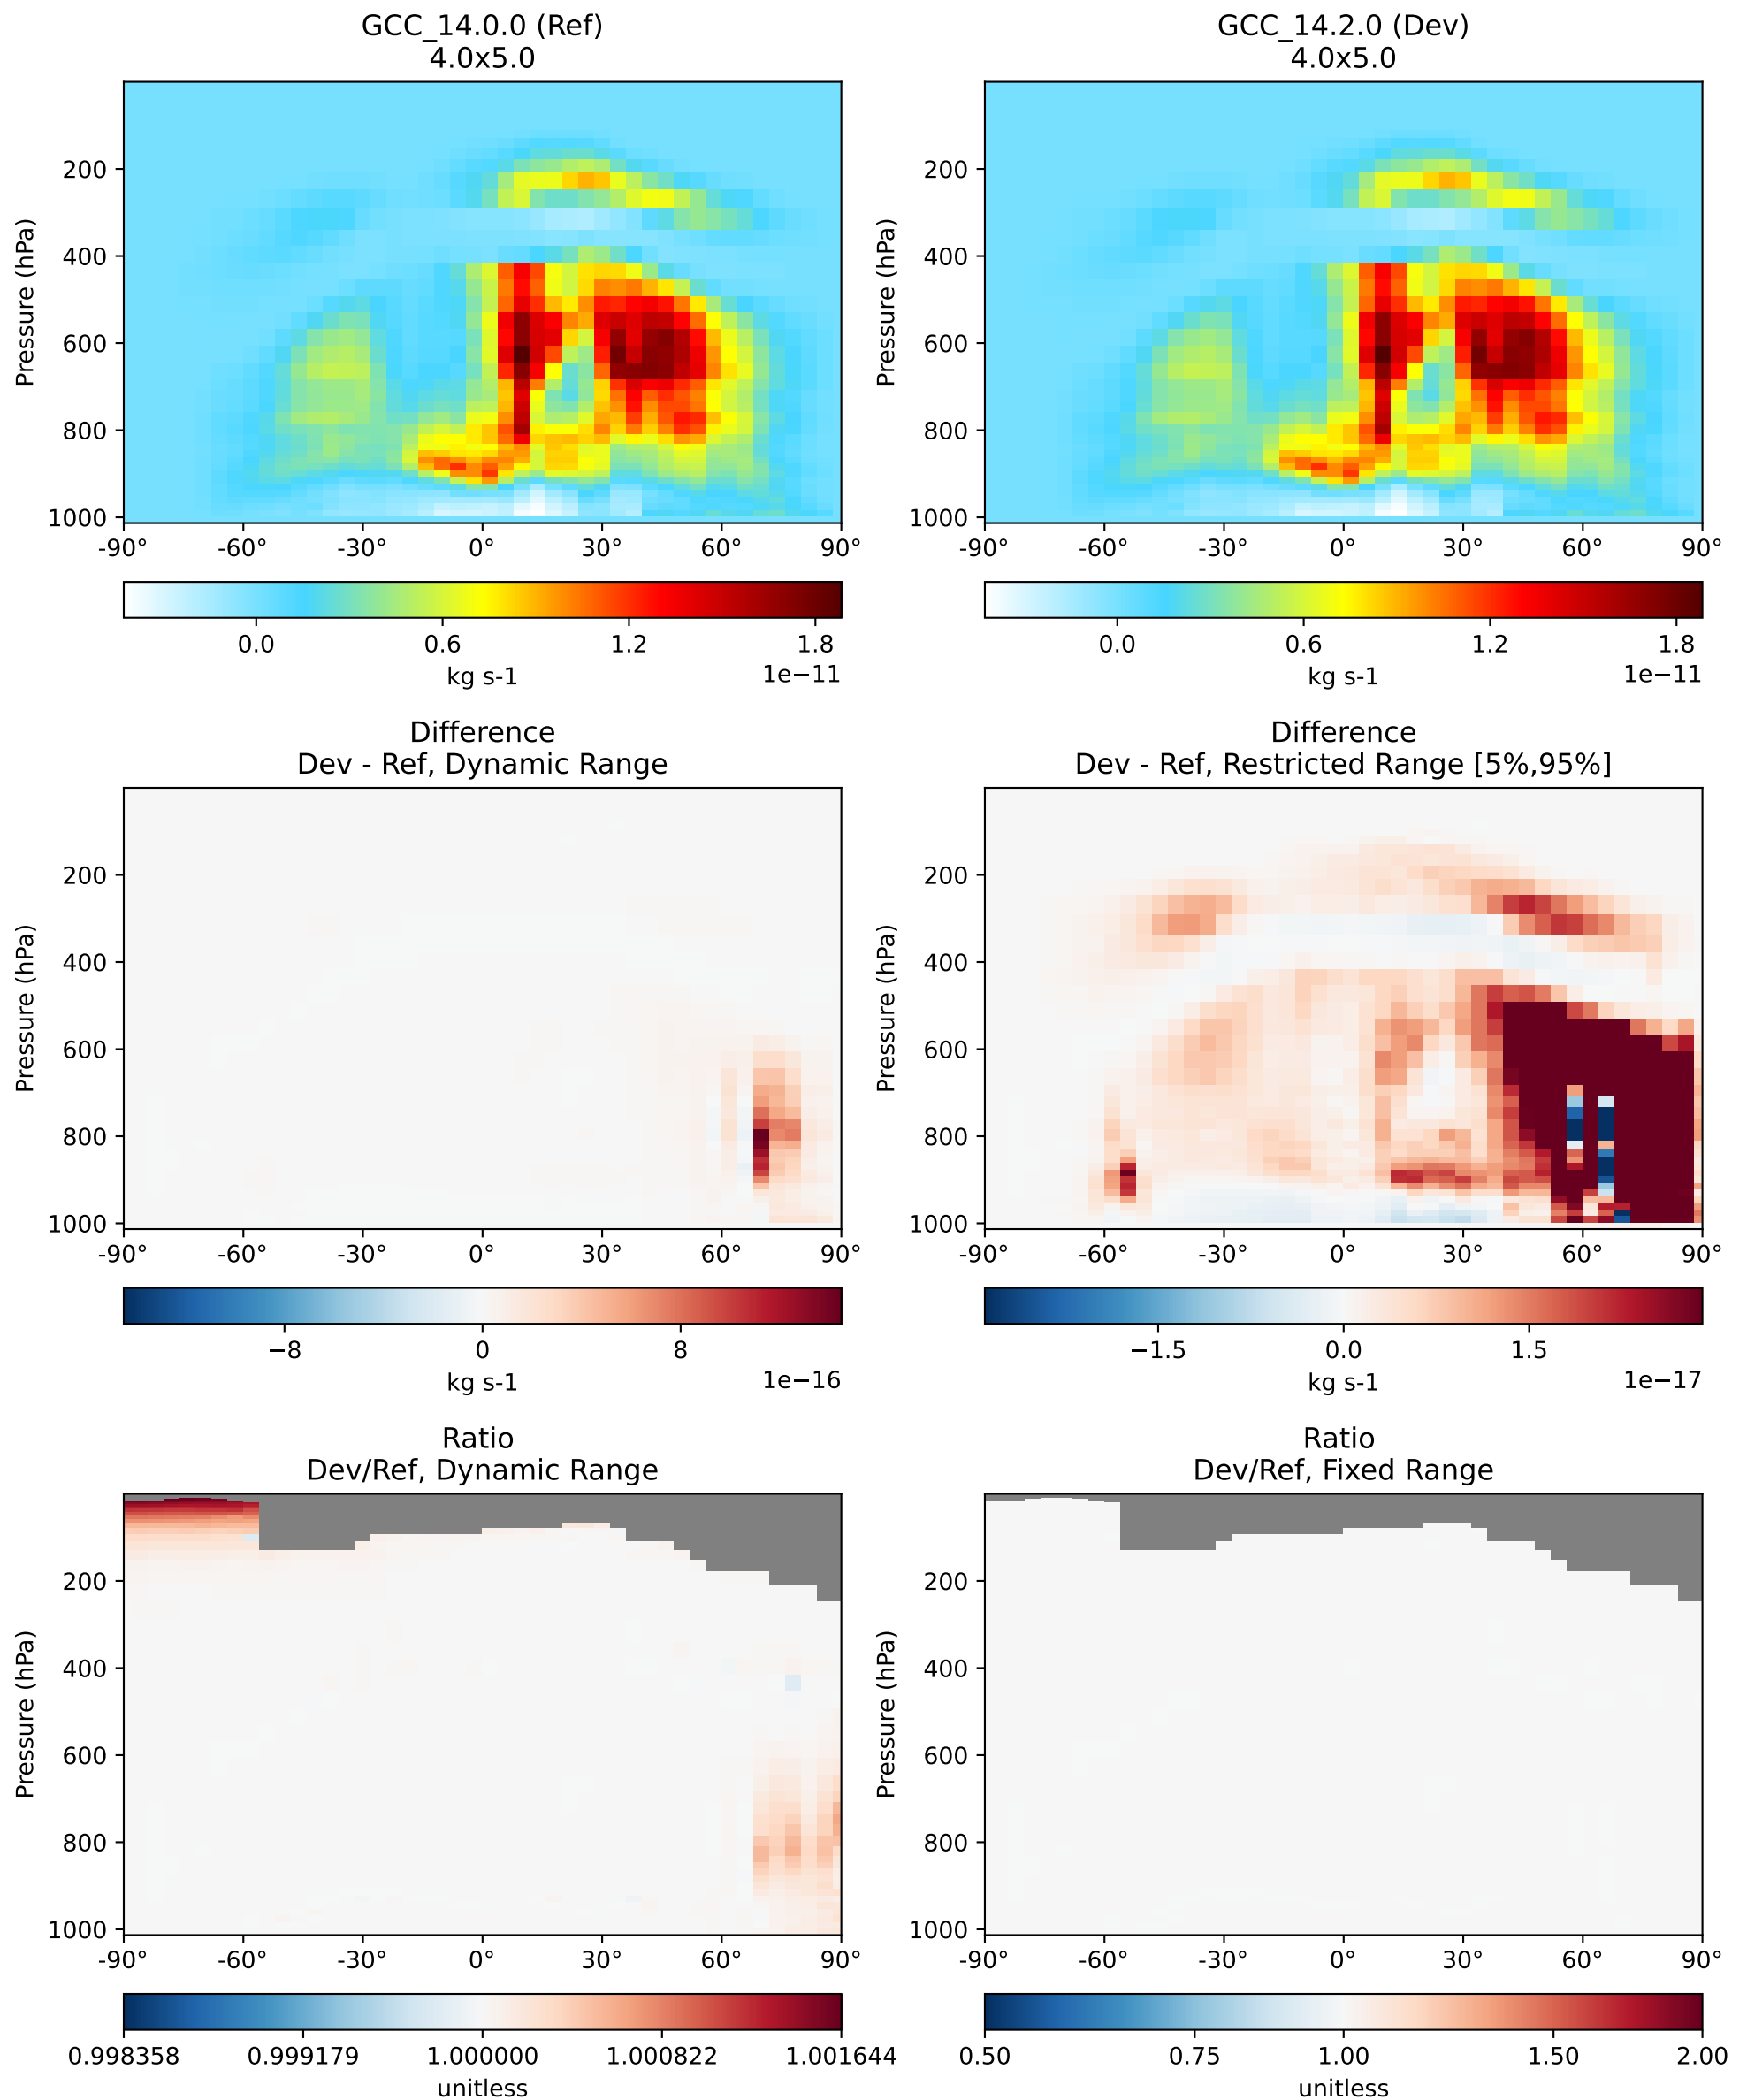 GCC_14.0.0 (Ref)
4.0x5.0
Pressure (hPa)
200
400
600
800
1000
-90° -60° -30° 0° 30° 60° 90°
0.0 0.6 1.2 1.8
1e−11
kg s-1
GCC_14.2.0 (Dev)
4.0x5.0
Pressure (hPa)
200
400
600
800
1000
-90° -60° -30° 0° 30° 60° 90°
0.0 0.6 1.2 1.8
1e−11
kg s-1
Difference
Dev - Ref, Dynamic Range
Pressure (hPa)
200
400
600
800
1000
-90° -60° -30° 0° 30° 60° 90°
−8 0 8
1e−16
kg s-1
Difference
Dev - Ref, Restricted Range [5%,95%]
Pressure (hPa)
200
400
600
800
1000
-90° -60° -30° 0° 30° 60° 90°
−1.5 0.0 1.5
1e−17
kg s-1
Ratio
Dev/Ref, Dynamic Range
Pressure (hPa)
200
400
600
800
1000
-90° -60° -30° 0° 30° 60° 90°
0.998358 0.999179 1.000000 1.000822 1.001644
unitless
Ratio
Dev/Ref, Fixed Range
Pressure (hPa)
200
400
600
800
1000
-90° -60° -30° 0° 30° 60° 90°
0.50 0.75 1.00 1.50 2.00
unitless